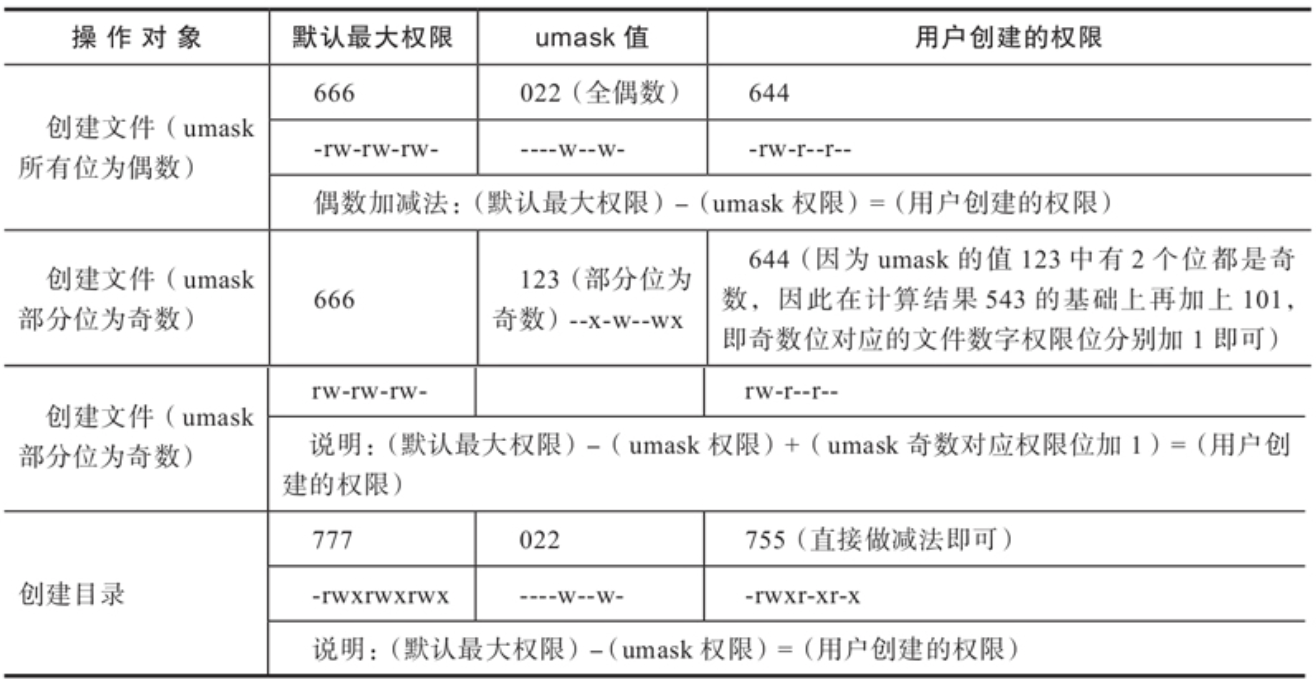 操作对象 默认最大权限 umask 值 用户创建的权限
创建文件（umask
所有位为偶数）
666 022（全偶数） 644
-rw-rw-rw- ----w--w- -rw-r--r--
偶数加减法：（默认最大权限）–（umask 权限）=（用户创建的权限）
创建文件（umask
部分位为奇数）
666
123（部分位为
奇数）--x-w--wx
644（因为 umask 的值 123 中有 2 个位都是奇
数，因此在计算结果 543 的基础上再加上 101，
即奇数位对应的文件数字权限位分别加 1 即可）
创建文件（umask
部分位为奇数）
rw-rw-rw- rw-r--r--
说明：（默认最大权限）–（umask 权限）+（umask 奇数对应权限位加 1）=（用户创
建的权限）
创建目录
777 022 755（直接做减法即可）
-rwxrwxrwx ----w--w- -rwxr-xr-x
说明：（默认最大权限）–（umask 权限）=（用户创建的权限）